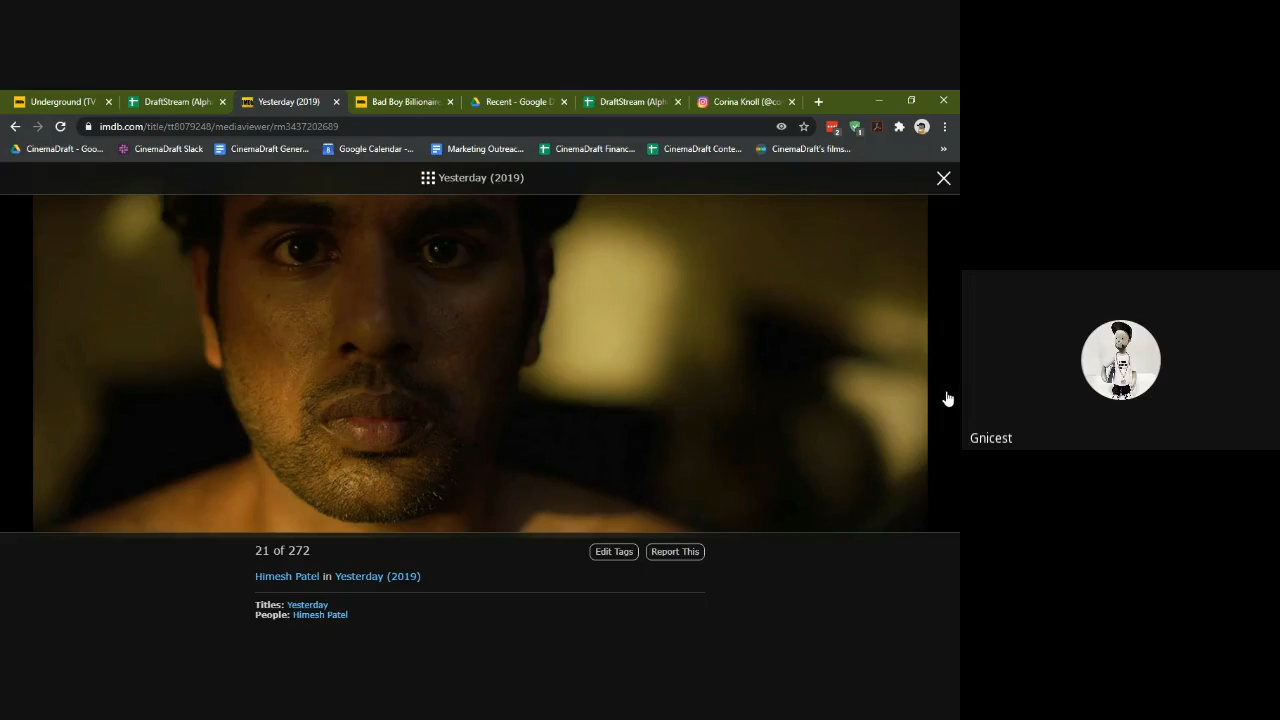 Underground (TV
DraftStream (Alph
Yesterday (2019)
Bad Boy Billionaire
Recent - Google D
DraftStream (Alph
Corina Knoll (@co
imdb.com/title/tt8079248/mediaviewer/rm3437202689
2
1
CinemaDraft - Goo...
CinemaDraft Slack
CinemaDraft Gener...
Google Calendar -...
Marketing Outreac...
CinemaDraft Financ...
CinemaDraft Conte...
CinemaDraft's films...
»
Yesterday (2019)
Gnicest
21 of 272
Edit Tags
Report This
Himesh Patel in Yesterday (2019)
Titles: Yesterday
People: Himesh Patel